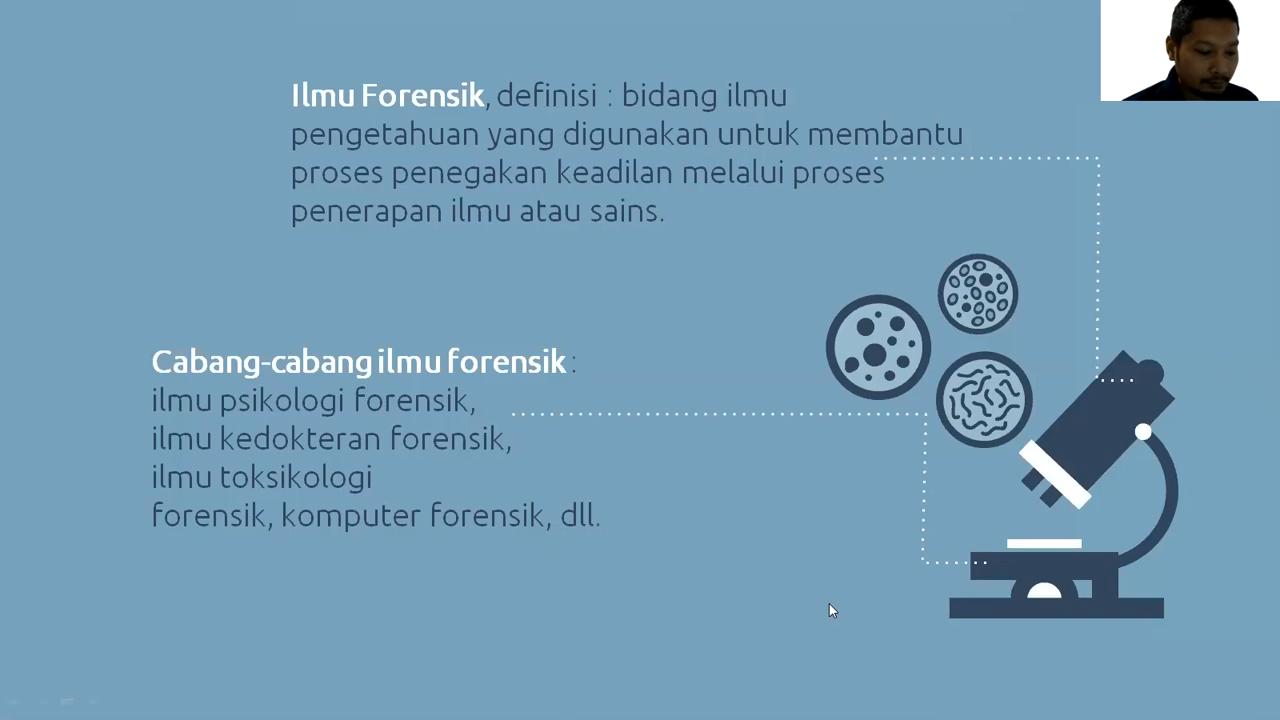 Ilmu Forensik, definisi : bidang ilmu
pengetahuan yang digunakan untuk membantu
proses penegakan keadilan melalui proses
penerapan ilmu atau sains.
Cabang-cabang ilmu forensik :
ilmu psikologi forensik,
ilmu kedokteran forensik,
ilmu toksikologi
forensik, komputer forensik, dll.